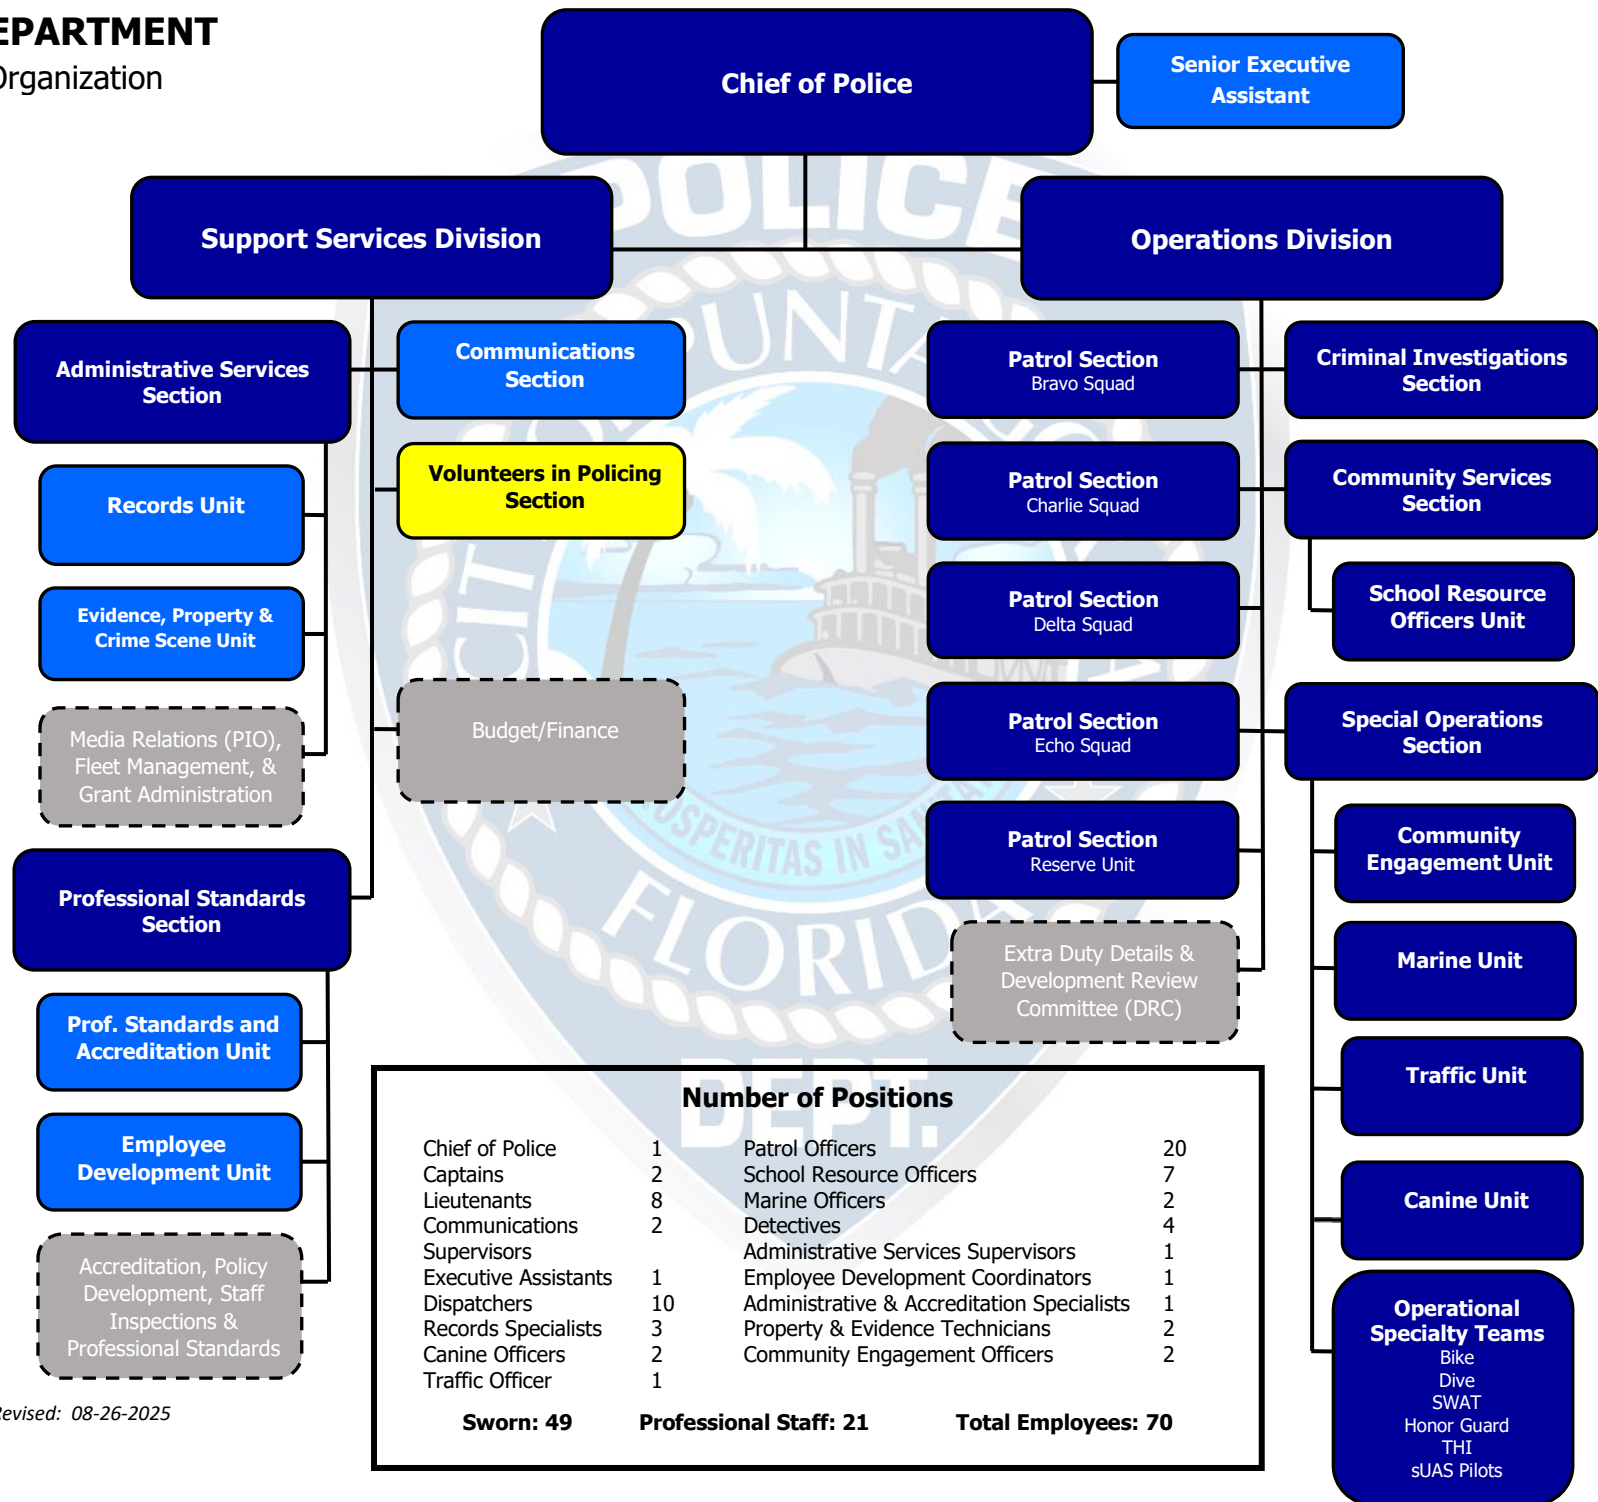 EPARTMENT
Organization
Chief of Police
Senior Executive
Assistant
POLICE
Support Services Division
Operations Division
Administrative Services
Section
Communications
Section
Patrol Section
Bravo Squad
Criminal Investigations
Section
Records Unit
Volunteers in Policing
Section
Patrol Section
Charlie Squad
Community Services
Section
Evidence, Property &
Crime Scene Unit
Patrol Section
Delta Squad
School Resource
Officers Unit
Media Relations (PIO),
Fleet Management, &
Grant Administration
Budget/Finance
Patrol Section
Echo Squad
Special Operations
Section
Patrol Section
Reserve Unit
Community
Engagement Unit
Professional Standards
Section
FLORIDA
Extra Duty Details &
Development Review
Committee (DRC)
Marine Unit
Prof. Standards and
Accreditation Unit
Traffic Unit
DEPT.
Employee
Development Unit
Canine Unit
Accreditation, Policy
Development, Staff
Inspections &
Professional Standards
Operational
Specialty Teams
Bike
Dive
SWAT
Honor Guard
THI
sUAS Pilots
Number of Positions
Chief of Police 1 Patrol Officers 20
Captains 2 School Resource Officers 7
Lieutenants 8 Marine Officers 2
Communications 2 Detectives 4
Supervisors Administrative Services Supervisors 1
Executive Assistants 1 Employee Development Coordinators 1
Dispatchers 10 Administrative & Accreditation Specialists 1
Records Specialists 3 Property & Evidence Technicians 2
Canine Officers 2 Community Engagement Officers 2
Traffic Officer 1
Sworn: 49 Professional Staff: 21 Total Employees: 70
Revised: 08-26-2025